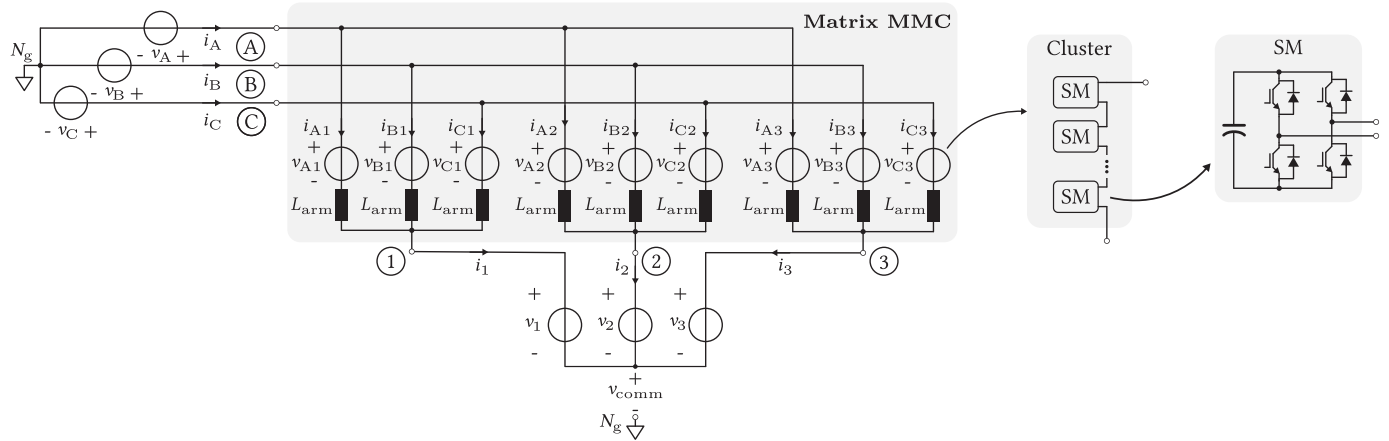 Matrix MMC
Cluster
SM
N_g
- v_A +
- v_B +
- v_C +
i_A
A
i_B
B
i_C
C
i_A1 i_B1 i_C1 i_A2 i_B2 i_C2 i_A3 i_B3 i_C3
+ + + + + + + + +
v_A1 v_B1 v_C1 v_A2 v_B2 v_C2 v_A3 v_B3 v_C3
- - - - - - - - -
L_arm L_arm L_arm L_arm L_arm L_arm L_arm L_arm L_arm
SM
SM
SM
1 i_1 i_2 2 i_3 3
+ + +
v_1 v_2 v_3
- - -
+
v_comm
-
N_g